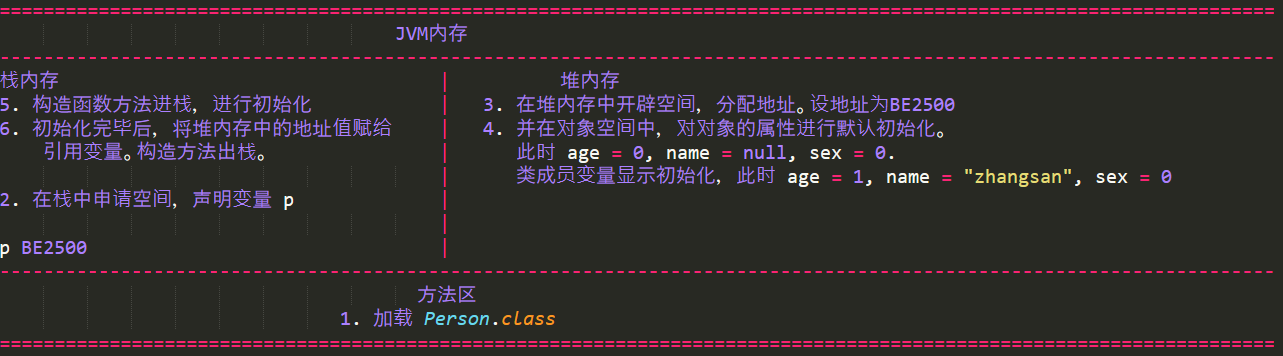 JVM内存
栈内存 | 堆内存
5. 构造函数方法进栈, 进行初始化 | 3. 在堆内存中开辟空间, 分配地址。设地址为BE2500
6. 初始化完毕后, 将堆内存中的地址值赋给 | 4. 并在对象空间中, 对对象的属性进行默认初始化。
引用变量。构造方法出栈。 | 此时 age = 0, name = null, sex = 0.
| 类成员变量显示初始化, 此时 age = 1, name = "zhangsan", sex = 0
2. 在栈中申请空间, 声明变量 p |
p BE2500 |
方法区
1. 加载 Person.class